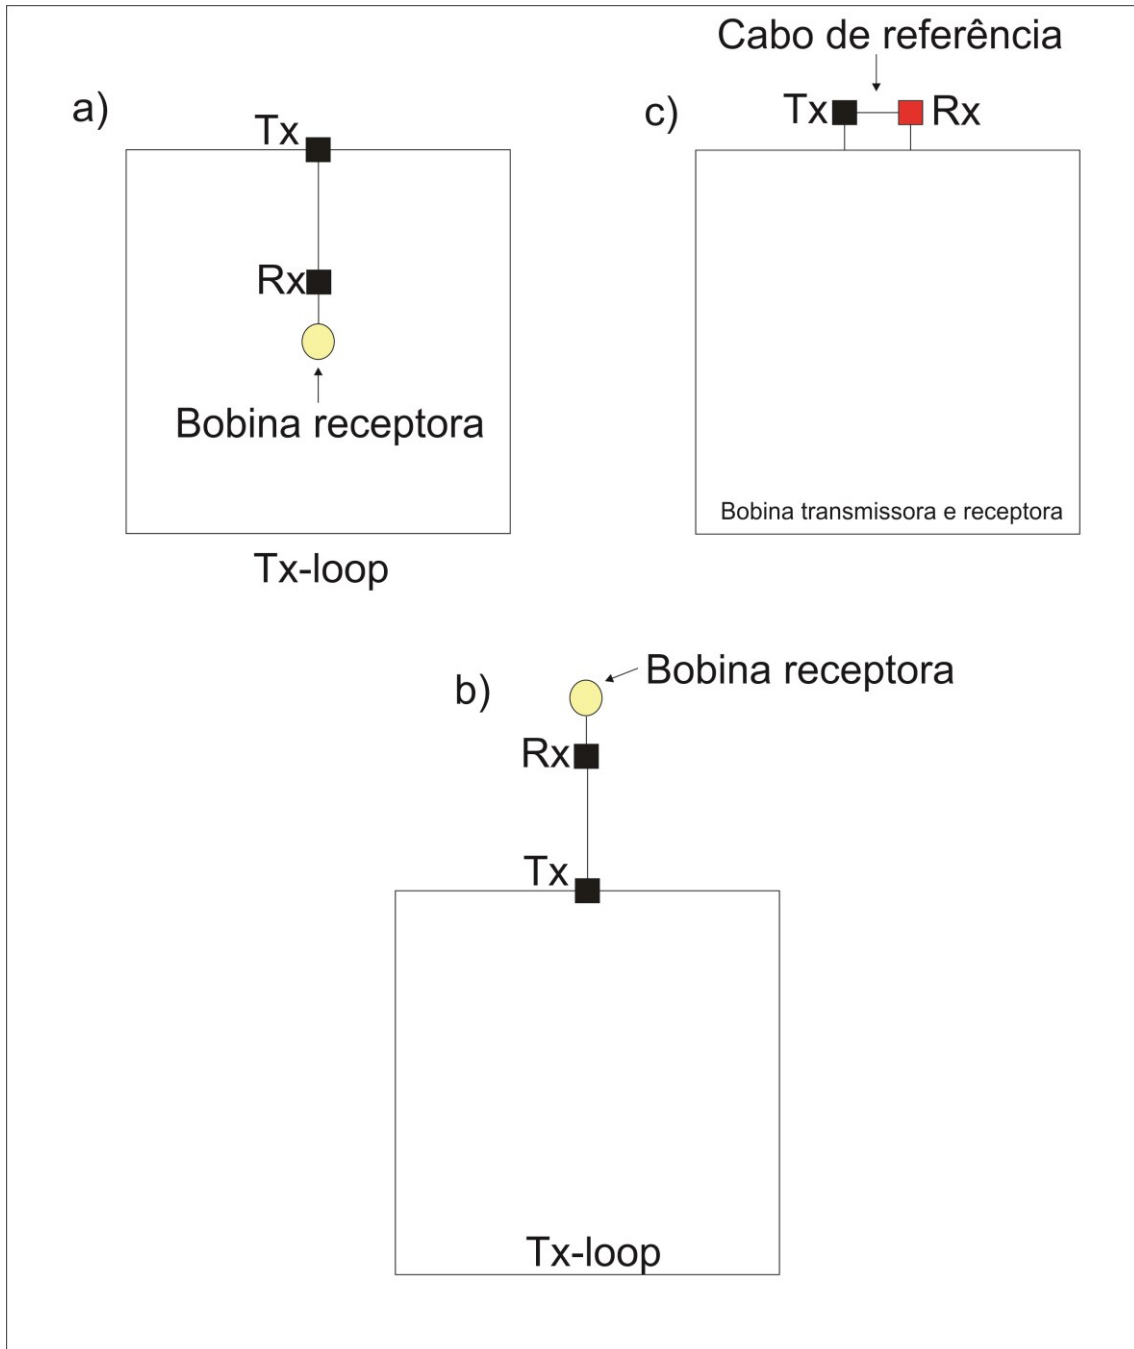 a)
Tx
Rx
Bobina receptora
Tx-loop
Cabo de referência
c)
Tx
Rx
Bobina transmissora e receptora
b)
Bobina receptora
Rx
Tx
Tx-loop